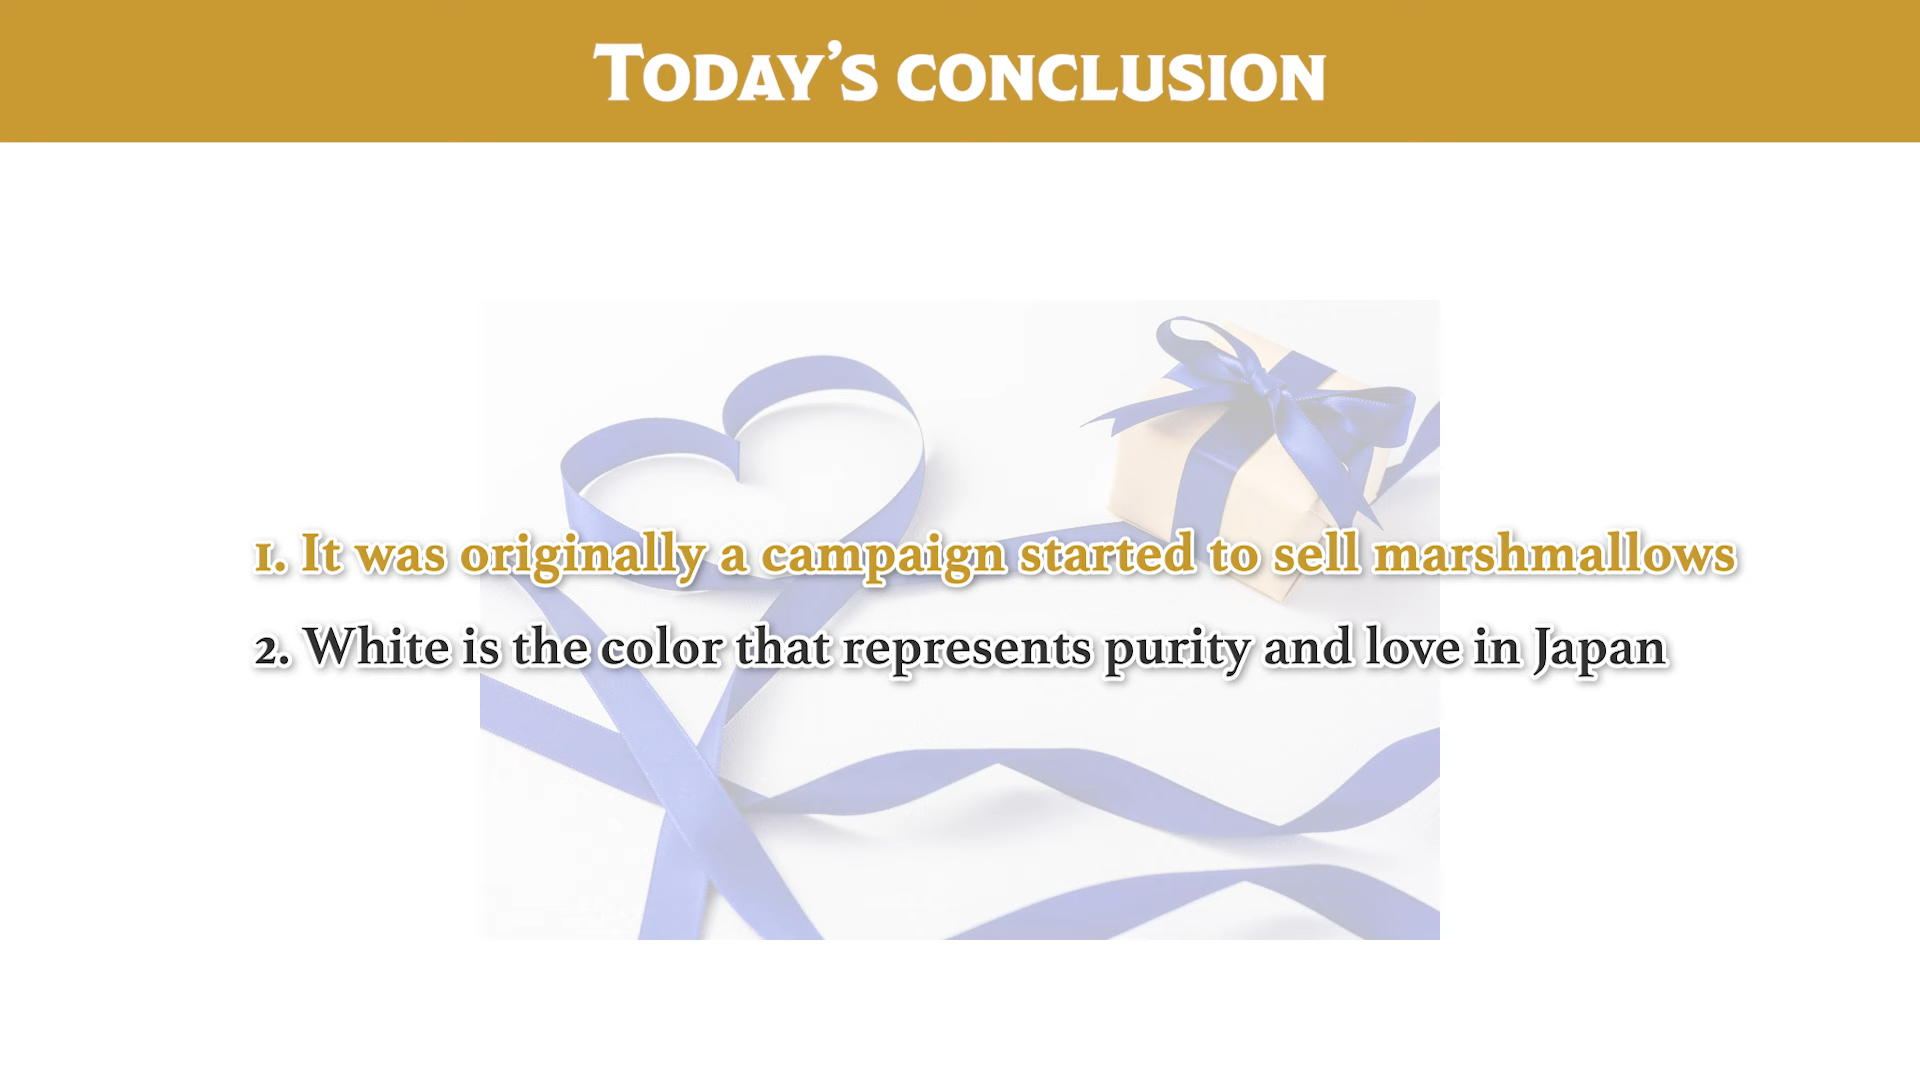 Today's conclusion
1. It was originally a campaign started to sell marshmallows
2. White is the color that represents purity and love in Japan